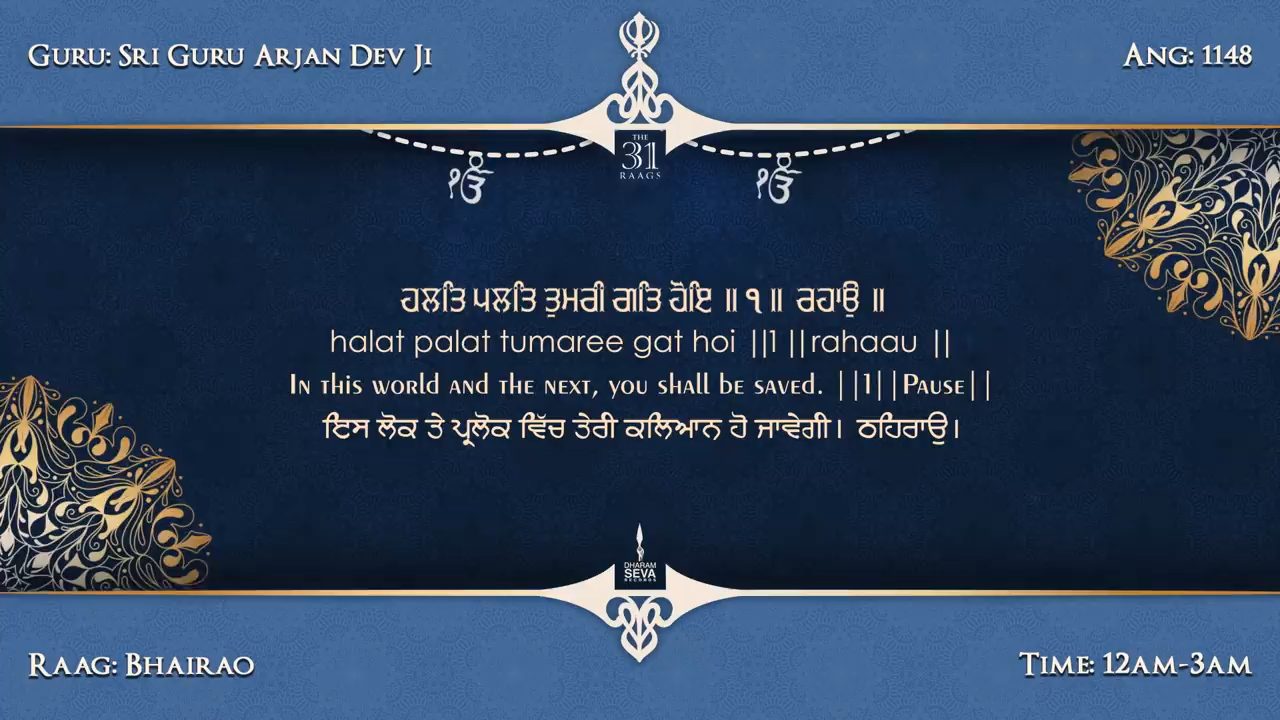 Guru: Sri Guru Arjan Dev Ji
Ang: 1148
THE
31
RAAGS
ੴ ੴ
ਹਲਤਿ ਪਲਤਿ ਤੁਮਰੀ ਗਤਿ ਹੋਇ ॥ ੧ ॥ ਰਹਾਉ ॥
halat palat tumaree gat hoi ||1 ||rahaau ||
In this world and the next, you shall be saved. ||1||Pause||
ਇਸ ਲੋਕ ਤੇ ਪ੍ਰਲੋਕ ਵਿੱਚ ਤੇਰੀ ਕਲਿਆਨ ਹੋ ਜਾਵੇਗੀ। ਠਹਿਰਾਉ।
DHARAM
SEVA
RECORDS
Raag: Bhairao
Time: 12am-3am